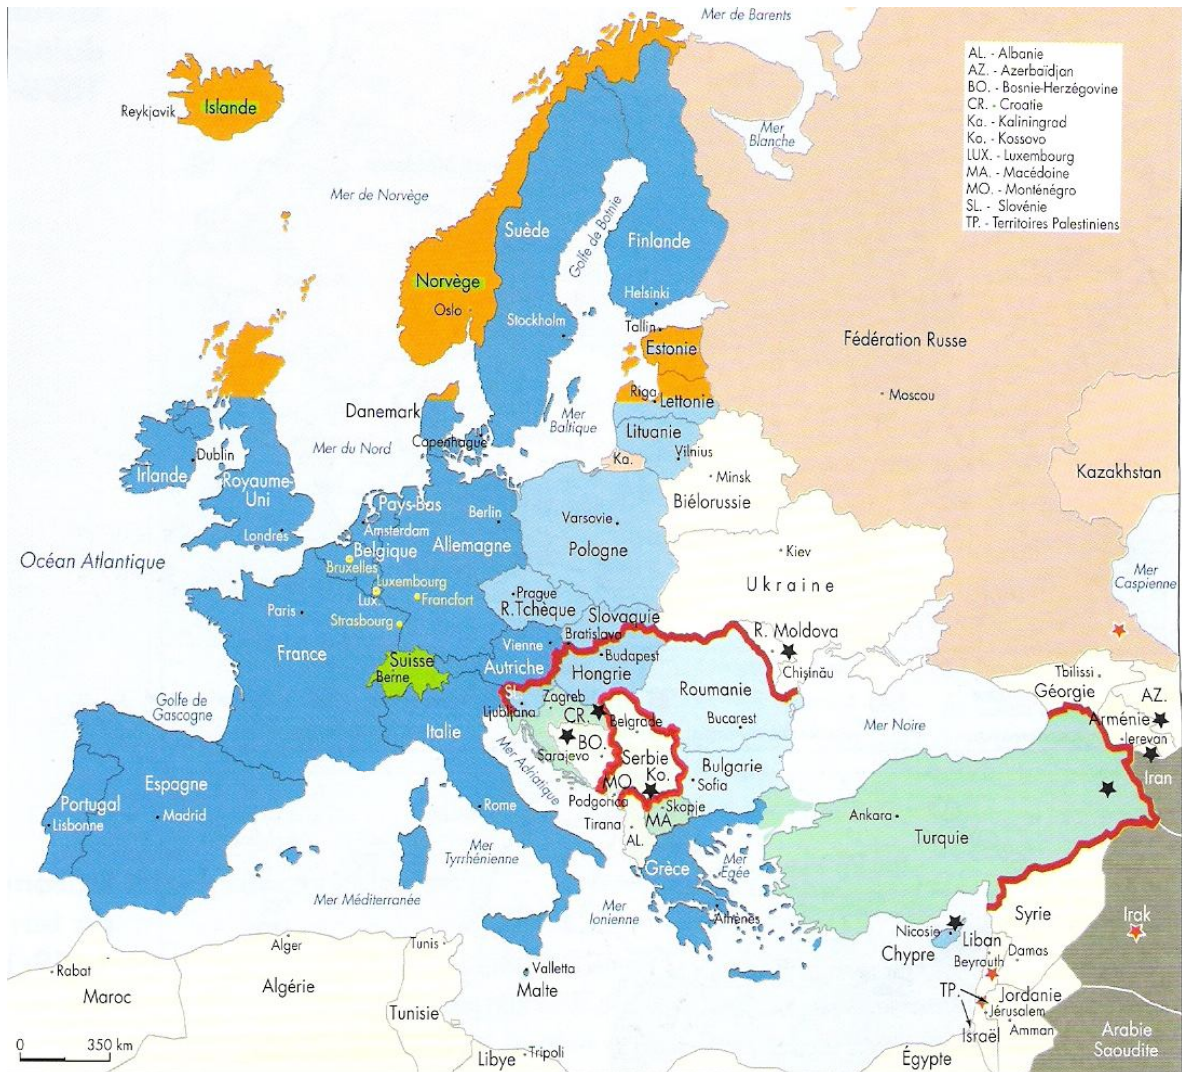 Mer de Barents
AL. - Albanie
AZ. - Azerbaïdjan
BO. - Bosnie-Herzégovine
CR. - Croatie
Ka. - Kaliningrad
Ko. - Kossovo
LUX. - Luxembourg
MA. - Macédoine
MO. - Monténégro
SL. - Slovénie
TP. - Territoires Palestiniens
Reykjavik
Islande
Mer
Blanche
Mer de Norvège
Suède
Golfe de Botnie
Finlande
Norvège
Oslo
Helsinki
Stockholm
Tallin
Estonie
Fédération Russe
Moscou
Riga
Lettonie
Danemark
Mer
Baltique
Copenhague
Lituanie
Vilnius
Mer du Nord
Dublin
Irlande
Royaume-
Uni
Londres
Ka.
Minsk
Biélorussie
Kazakhstan
Pays-Bas
Amsterdam
Berlin
Allemagne
Varsovie
Pologne
Belgique
Bruxelles
Océan Atlantique
Kiev
Ukraine
Mer
Caspienne
Luxembourg
Lux.
Francfort
Strasbourg
Paris
France
Prague
R.Tchèque
Slovaquie
Bratislava
Vienne
Autriche
R. Moldova
Chişinău
Suisse
Berne
Budapest
Hongrie
Roumanie
Bucarest
Tbilissi
Géorgie
AZ.
Arménie
Jerevan
Iran
Golfe de
Gascogne
SL
Ljubliana
Zagreb
CR.
Belgrade
Mer Noire
Italie
Mer Adriatique
BO.
Sarajevo
Serbie
Ko.
MO.
Bulgarie
Sofia
Portugal
Lisbonne
Espagne
Madrid
Rome
Podgorica
Skopje
MA.
Tirana
AL.
Ankara
Turquie
Mer
Tyrrhénienne
Grèce
Mer
Egée
Mer Méditerranée
Mer
Ionienne
Athènes
Nicosie
Chypre
Syrie
Irak
Liban
Beyrouth
Damas
Alger
Tunis
Rabat
Maroc
Algérie
Tunisie
Valletta
Malte
TP.
Jordanie
Jérusalem
Israël
Amman
Arabie
Saoudite
0 350 km
Libye
Tripoli
Égypte